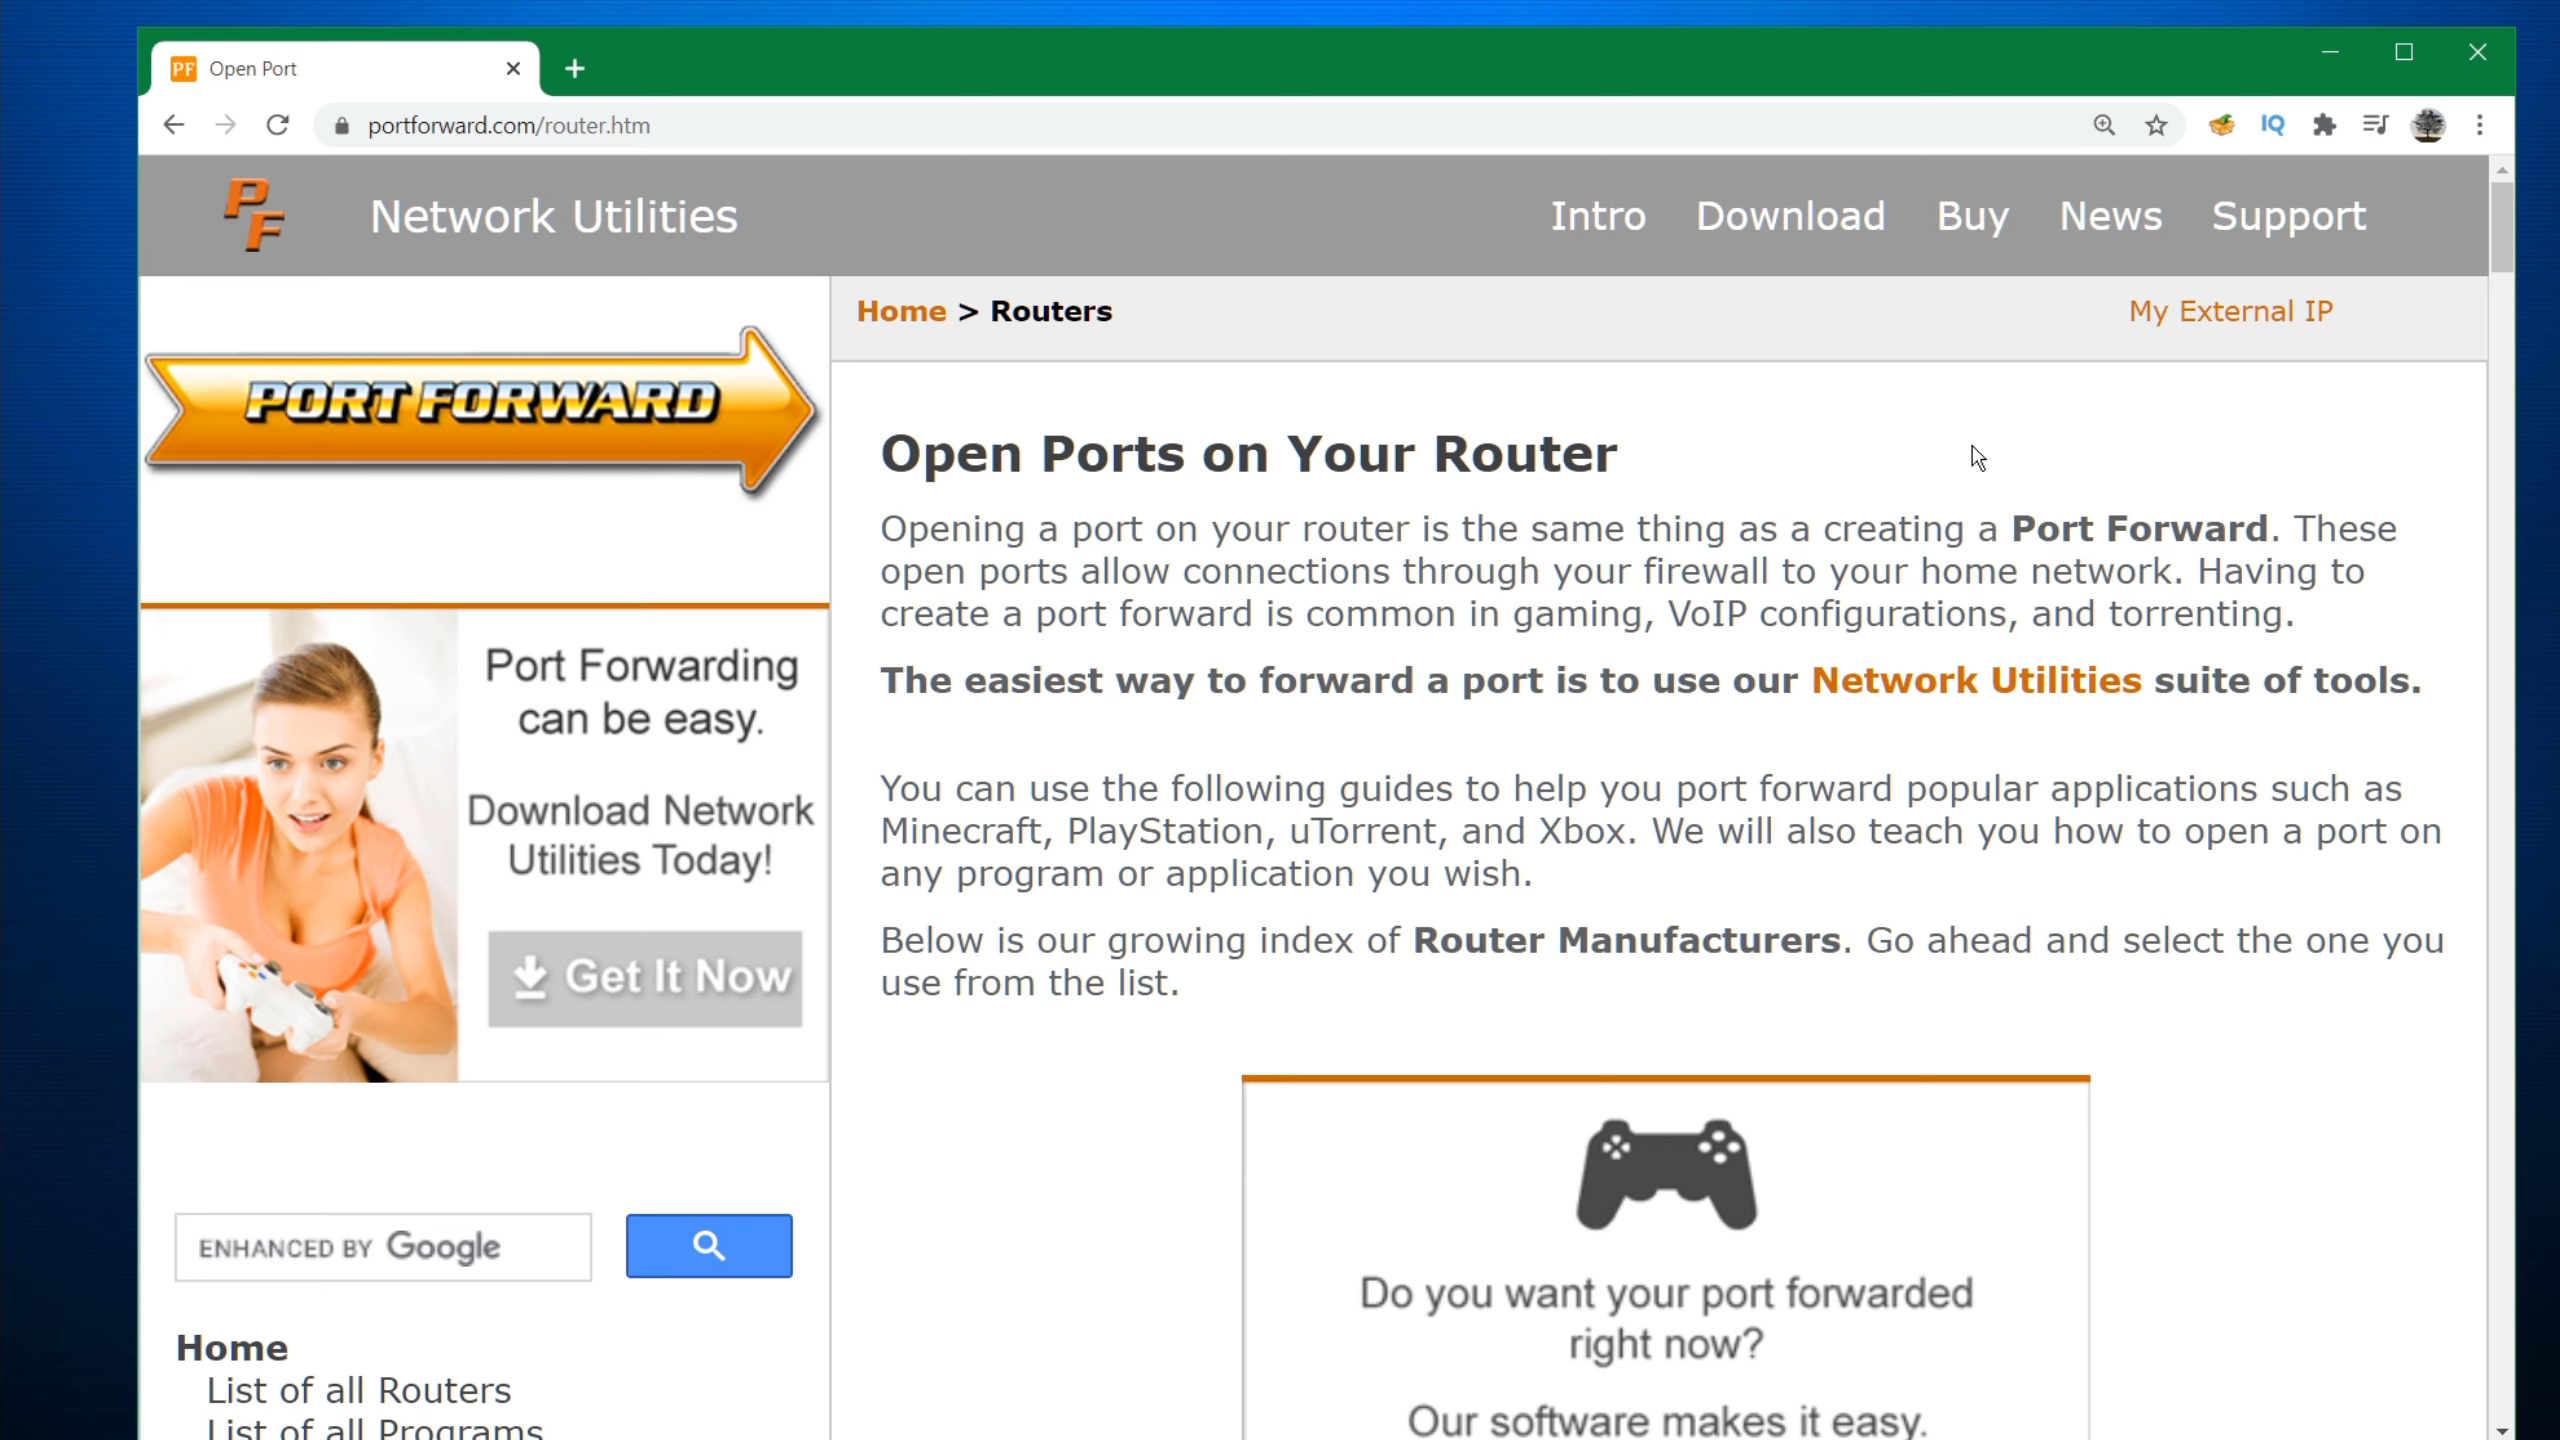 PF Open Port
portforward.com/router.htm
IQ
PF
Network Utilities
Intro Download Buy News Support
PORT FORWARD
Home > Routers
My External IP
Open Ports on Your Router
Opening a port on your router is the same thing as a creating a Port Forward. These
open ports allow connections through your firewall to your home network. Having to
create a port forward is common in gaming, VoIP configurations, and torrenting.
The easiest way to forward a port is to use our Network Utilities suite of tools.
You can use the following guides to help you port forward popular applications such as
Minecraft, PlayStation, uTorrent, and Xbox. We will also teach you how to open a port on
any program or application you wish.
Below is our growing index of Router Manufacturers. Go ahead and select the one you
use from the list.
Port Forwarding
can be easy.
Download Network
Utilities Today!
Get It Now
ENHANCED BY Google
Home
List of all Routers
List of all Programs
Do you want your port forwarded
right now?
Our software makes it easy.